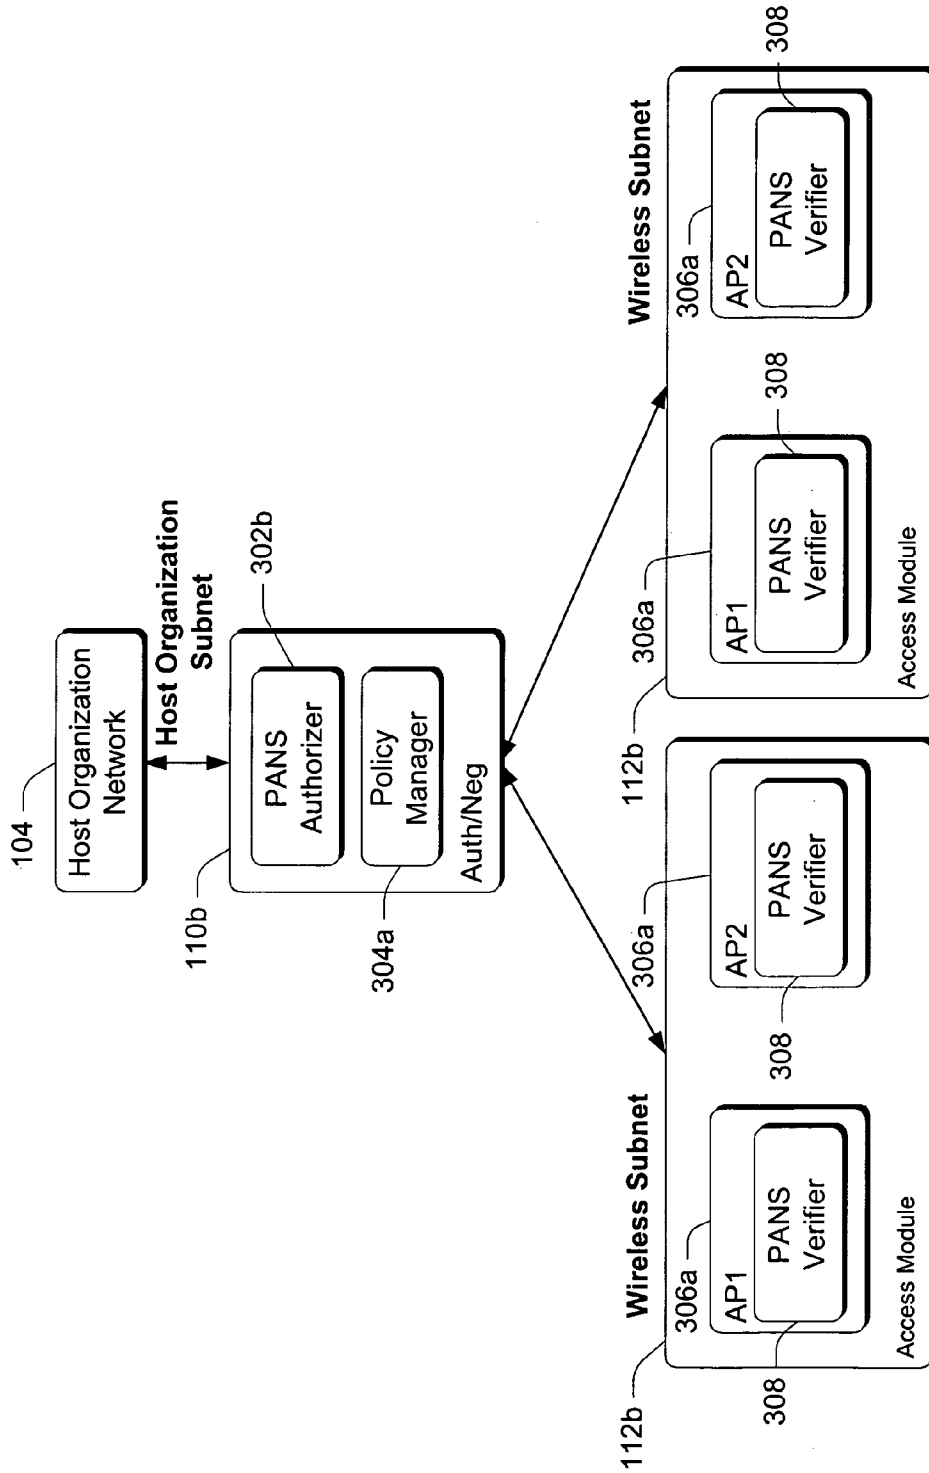 104
Host Organization
Network
Host Organization
Subnet
110b
302b
PANS
Authorizer
Policy
Manager
304a
Auth/Neg
Wireless Subnet
112b
306a
AP1
PANS
Verifier
308
306a
AP2
PANS
Verifier
308
Access Module
Wireless Subnet
112b
306a
AP1
PANS
Verifier
308
306a
AP2
PANS
Verifier
308
Access Module